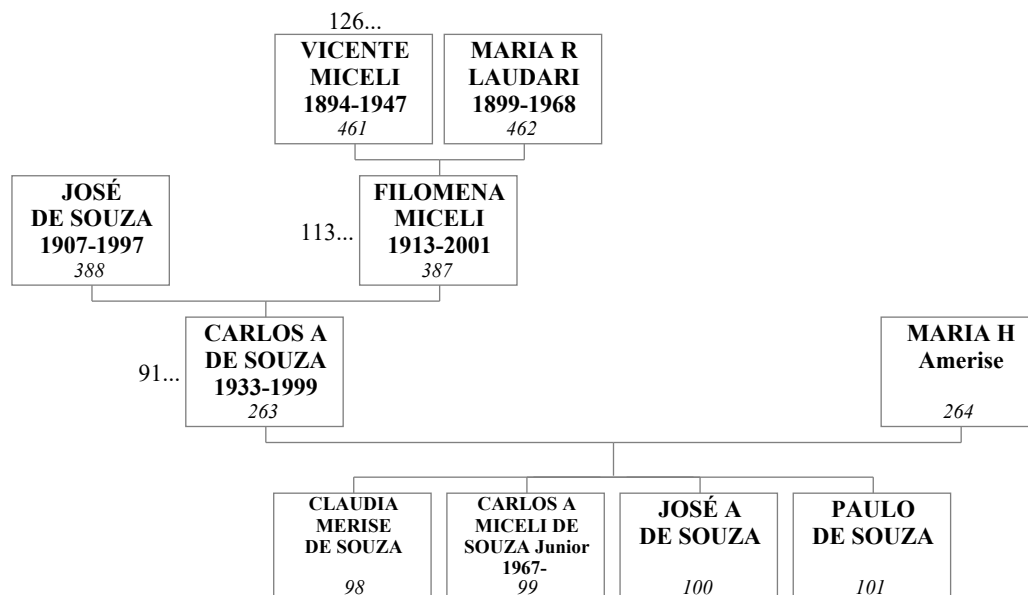 126...
VICENTE
MICELI
1894-1947
461
MARIA R
LAUDARI
1899-1968
462
JOSÉ
DE SOUZA
1907-1997
388
113...
FILOMENA
MICELI
1913-2001
387
91...
CARLOS A
DE SOUZA
1933-1999
263
MARIA H
Amerise
264
CLAUDIA
MERISE
DE SOUZA
98
CARLOS A
MICELI DE
SOUZA Junior
1967-
99
JOSÉ A
DE SOUZA
100
PAULO
DE SOUZA
101